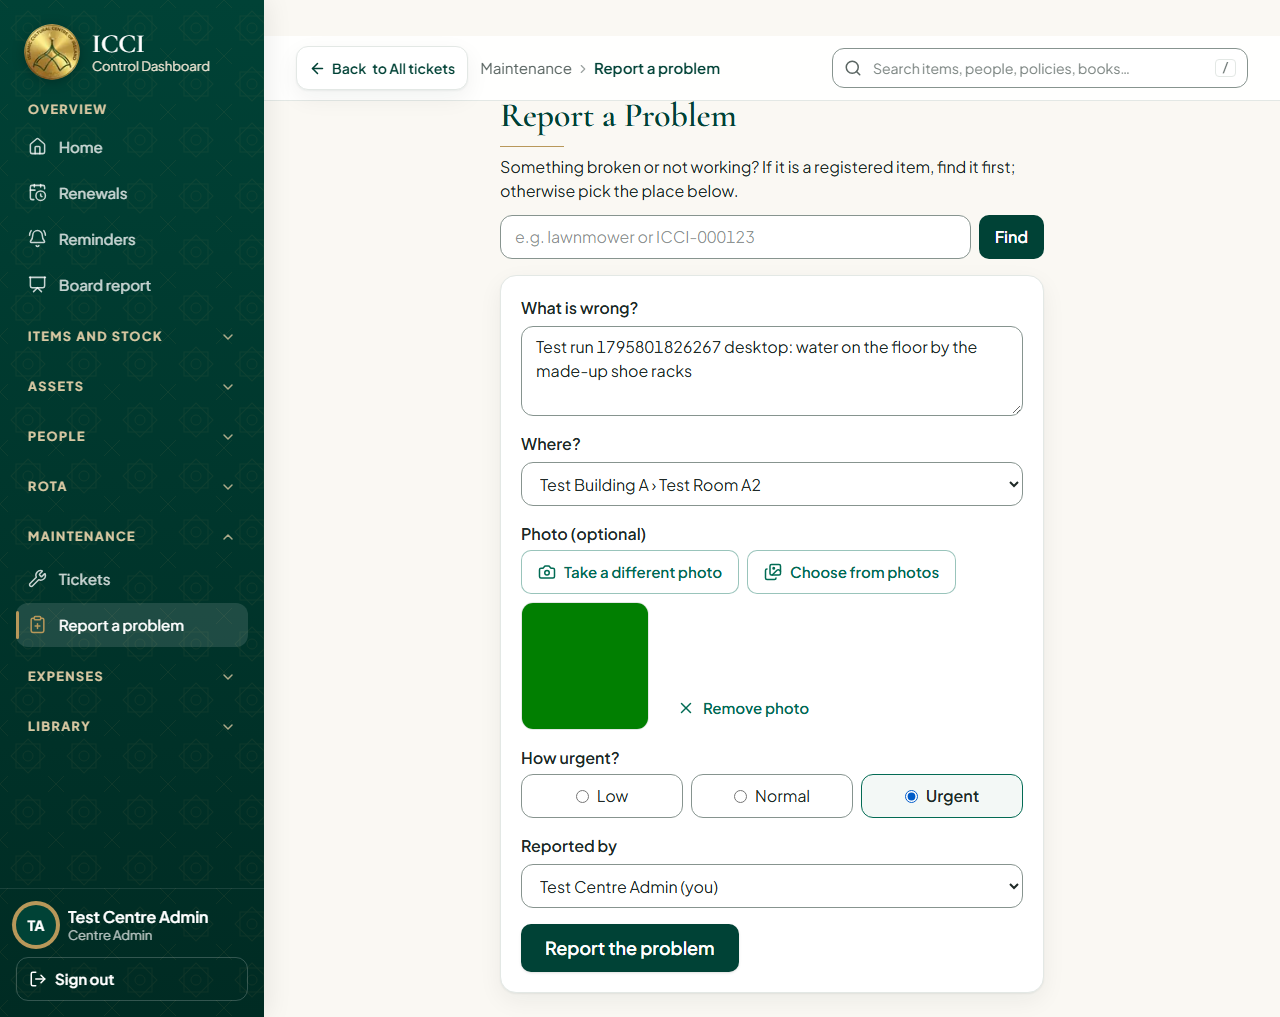 ICCI
Control Dashboard
OVERVIEW
Home
Renewals
Reminders
Board report
ITEMS AND STOCK
ASSETS
PEOPLE
ROTA
MAINTENANCE
Tickets
Report a problem
EXPENSES
LIBRARY
TA
Test Centre Admin
Centre Admin
Sign out
Back to All tickets
Maintenance › Report a problem
Search items, people, policies, books…
/
Report a Problem
Something broken or not working? If it is a registered item, find it first;
otherwise pick the place below.
e.g. lawnmower or ICCI-000123
Find
What is wrong?
Test run 1795801826267 desktop: water on the floor by the
made-up shoe racks
Where?
Test Building A › Test Room A2
Photo (optional)
Take a different photo
Choose from photos
Remove photo
How urgent?
Low
Normal
Urgent
Reported by
Test Centre Admin (you)
Report the problem